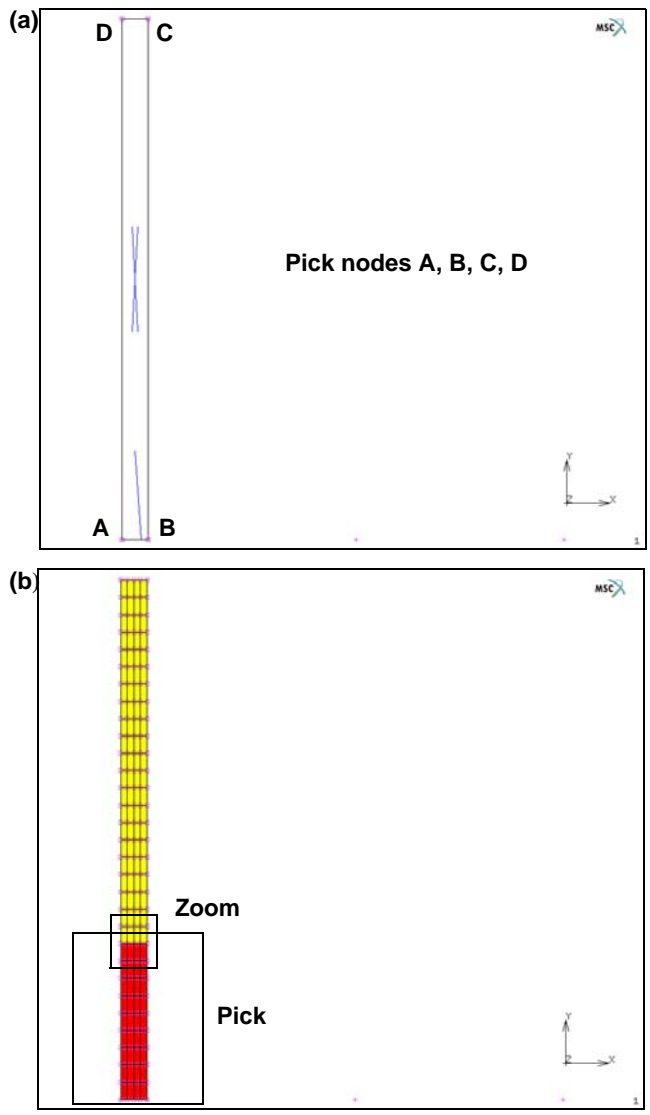 (a)
D C
MSC
Pick nodes A, B, C, D
Y
Z X
A B
1
(b)
MSC
Zoom
Pick
Y
Z X
1